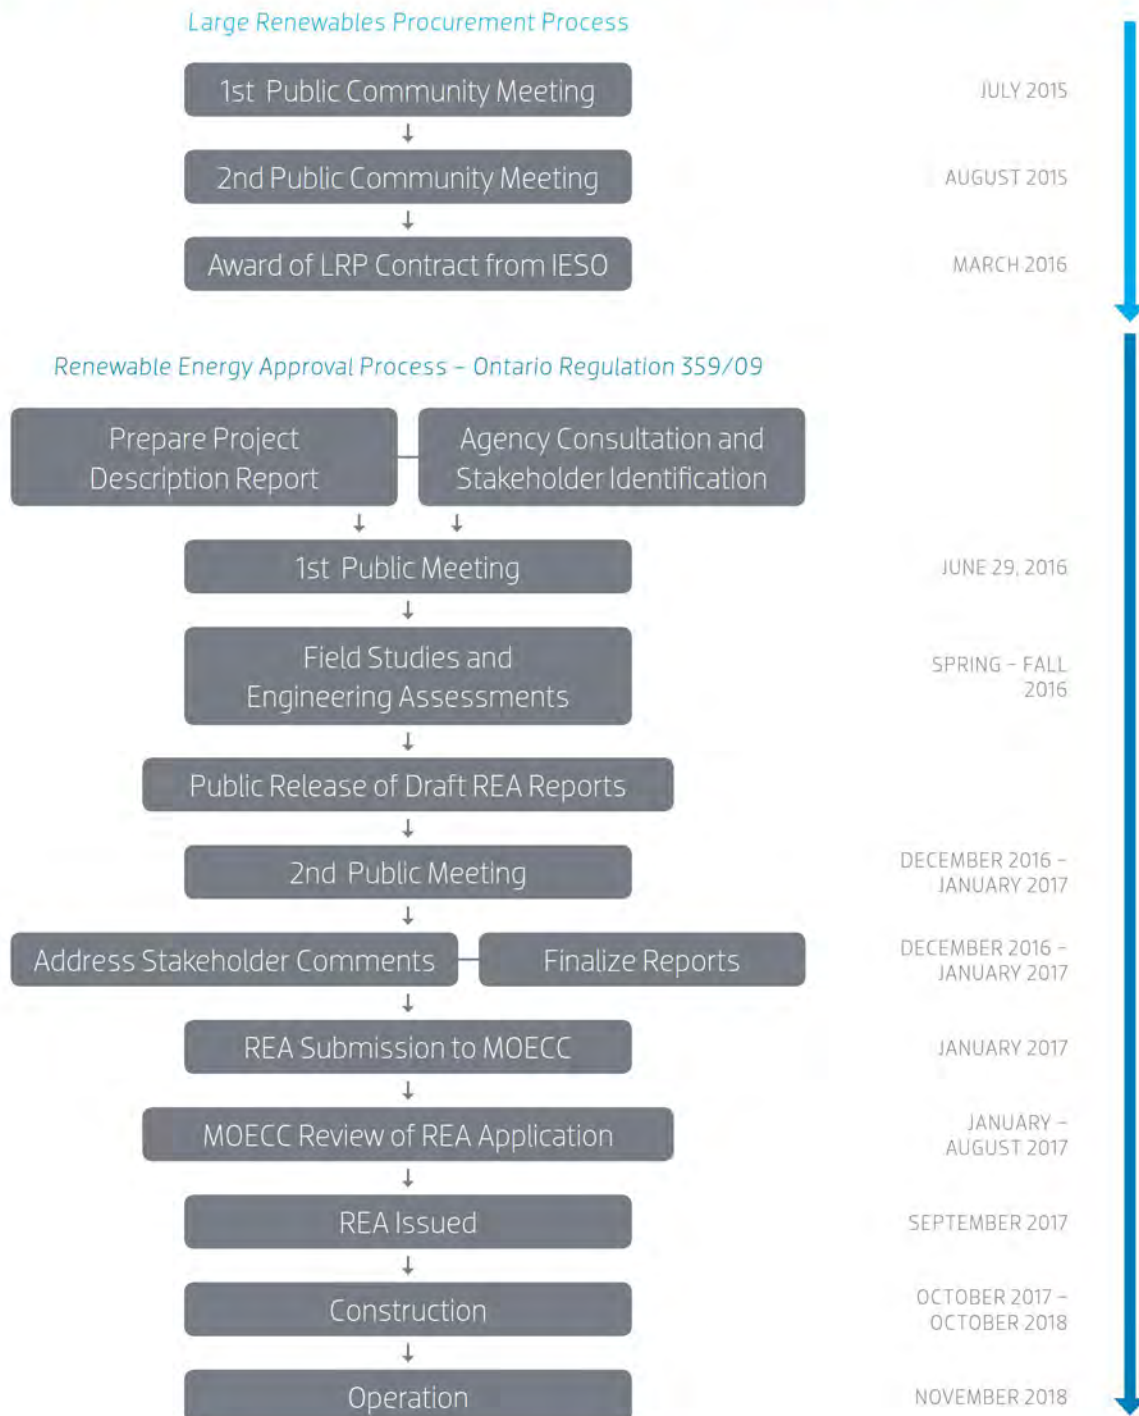 Large Renewables Procurement Process
1st Public Community Meeting
JULY 2015
2nd Public Community Meeting
AUGUST 2015
Award of LRP Contract from IESO
MARCH 2016
Renewable Energy Approval Process – Ontario Regulation 359/09
Prepare Project
Description Report
Agency Consultation and
Stakeholder Identification
1st Public Meeting
JUNE 29, 2016
Field Studies and
Engineering Assessments
SPRING – FALL
2016
Public Release of Draft REA Reports
2nd Public Meeting
DECEMBER 2016 –
JANUARY 2017
Address Stakeholder Comments
Finalize Reports
DECEMBER 2016 –
JANUARY 2017
REA Submission to MOECC
JANUARY 2017
MOECC Review of REA Application
JANUARY –
AUGUST 2017
REA Issued
SEPTEMBER 2017
Construction
OCTOBER 2017 –
OCTOBER 2018
Operation
NOVEMBER 2018